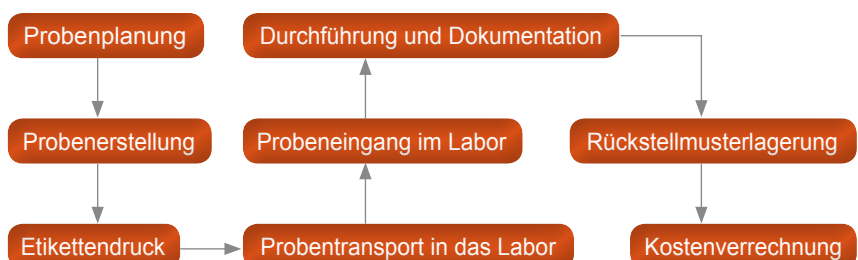 Probenplanung
Probenerstellung
Etikettendruck
Probentransport in das Labor
Probeneingang im Labor
Durchführung und Dokumentation
Rückstellmusterlagerung
Kostenverrechnung